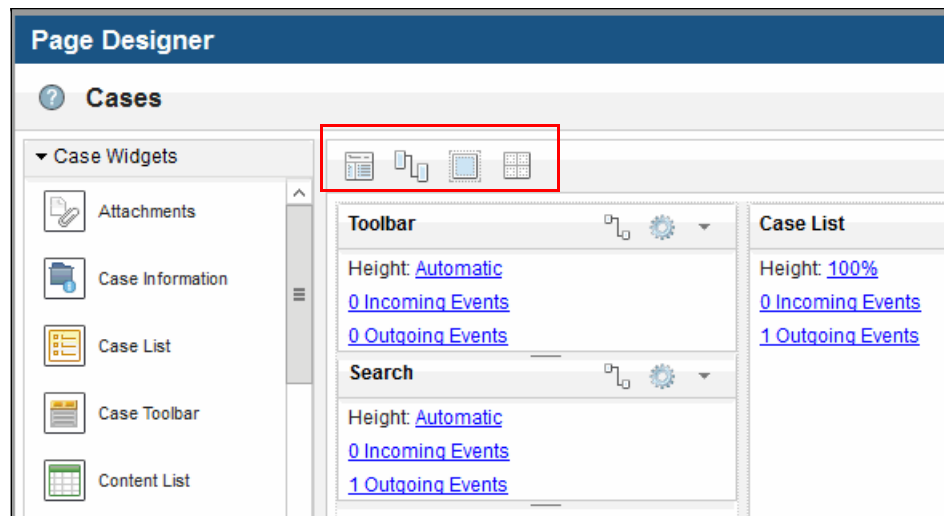 Page Designer
Cases
Case Widgets
Attachments
Case Information
Case List
Case Toolbar
Content List
Toolbar
Height: Automatic
0 Incoming Events
0 Outgoing Events
Search
Height: Automatic
0 Incoming Events
1 Outgoing Events
Case List
Height: 100%
0 Incoming Events
1 Outgoing Events